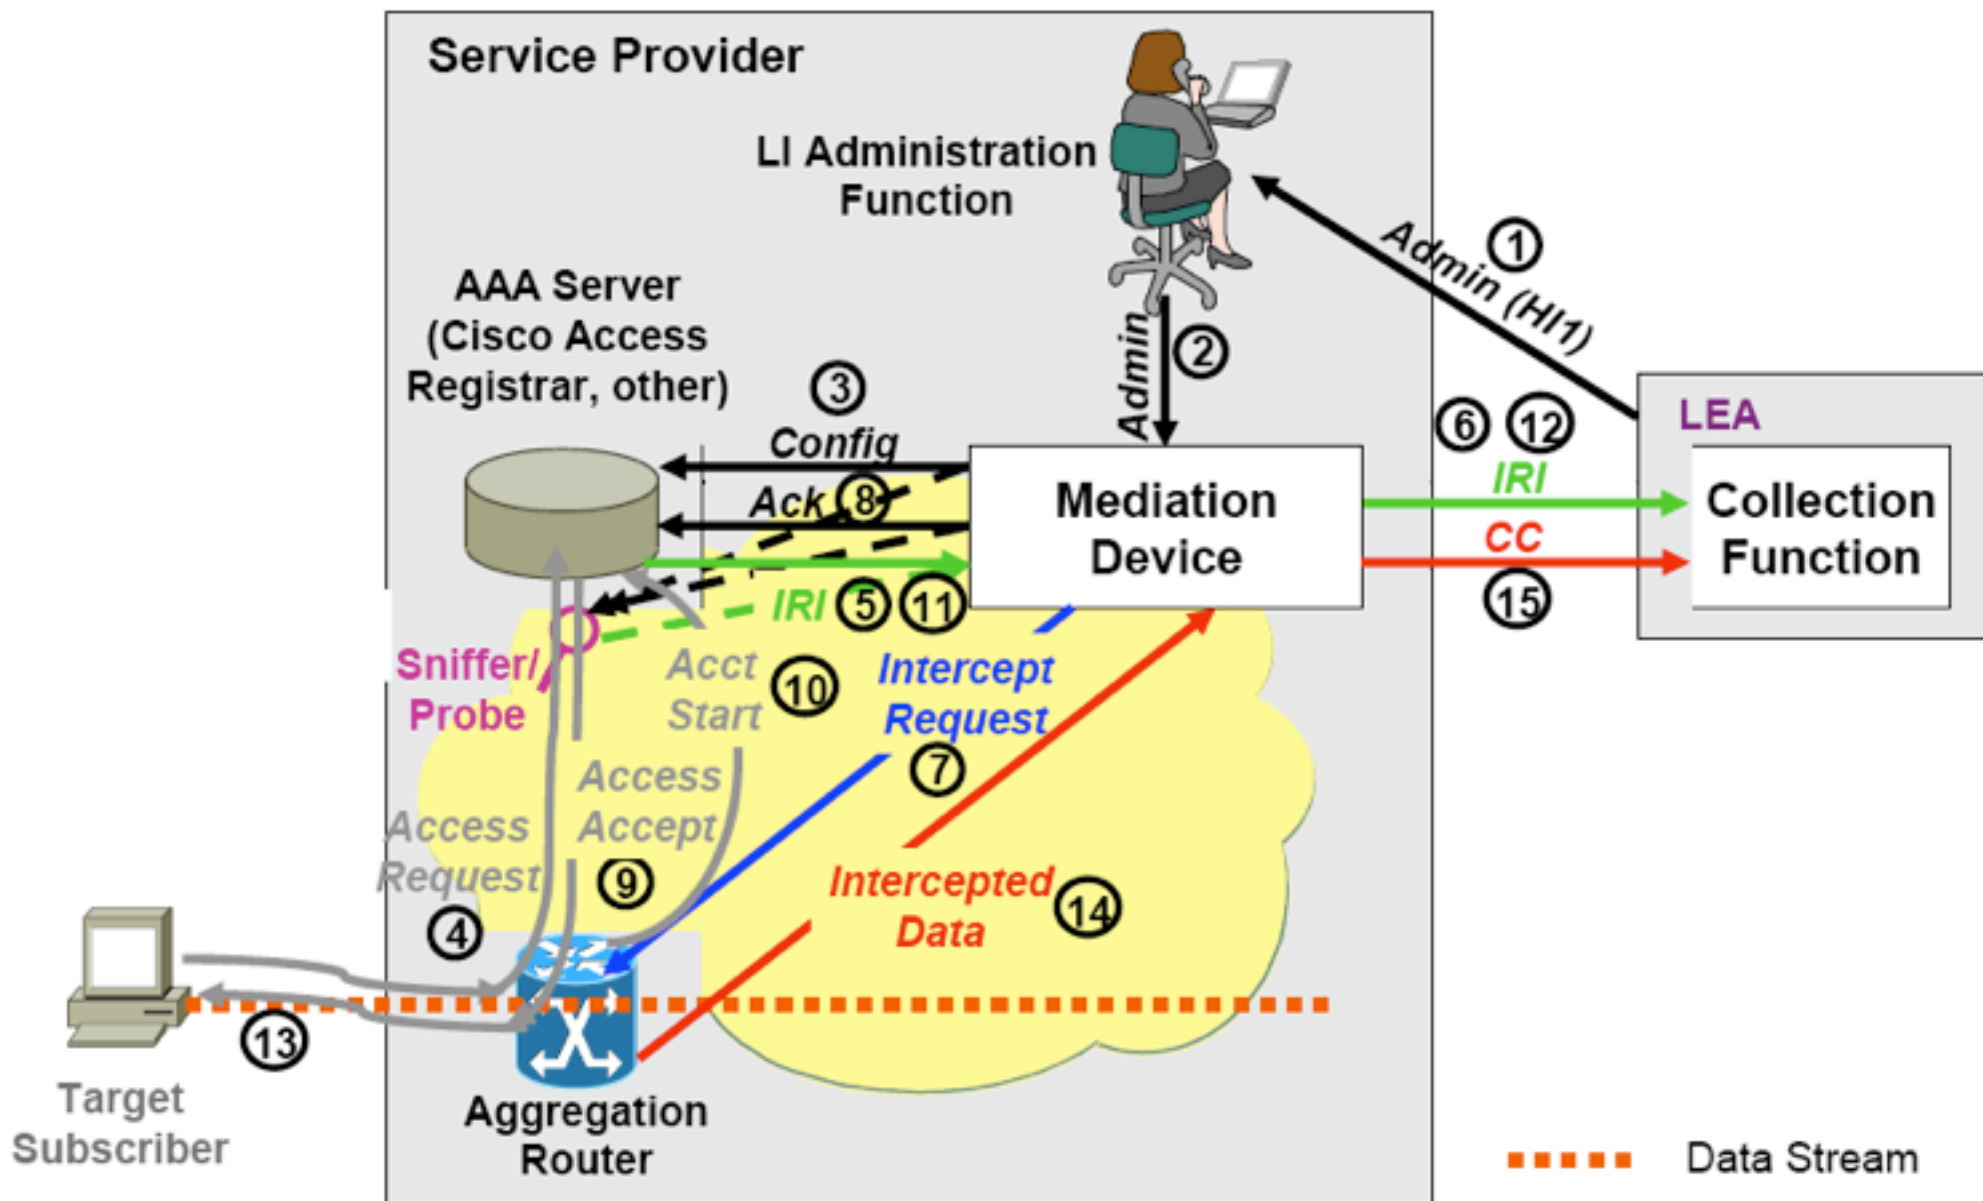 Service Provider
LI Administration
Function
Admin (HI1)
1
AAA Server
(Cisco Access
Registrar, other)
Admin
2
3
Config
Ack
8
Mediation
Device
6
12
IRI
CC
15
LEA
Collection
Function
IRI
5
11
Sniffer/
Probe
Acct
Start
10
Intercept
Request
7
Access
Accept
9
Access
Request
4
Intercepted
Data
14
13
Target
Subscriber
Aggregation
Router
Data Stream